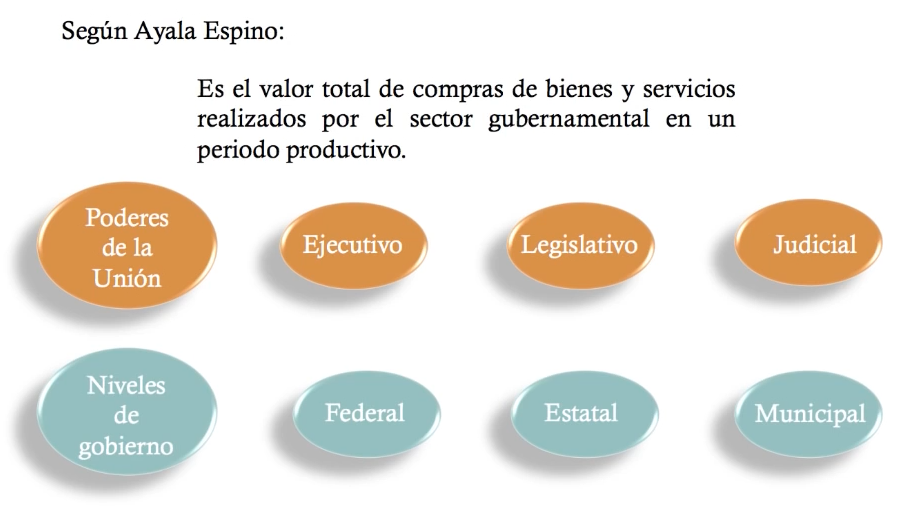 Según Ayala Espino:
Es el valor total de compras de bienes y servicios
realizados por el sector gubernamental en un
periodo productivo.
Poderes
de la
Unión
Ejecutivo
Legislativo
Judicial
Niveles
de
gobierno
Federal
Estatal
Municipal